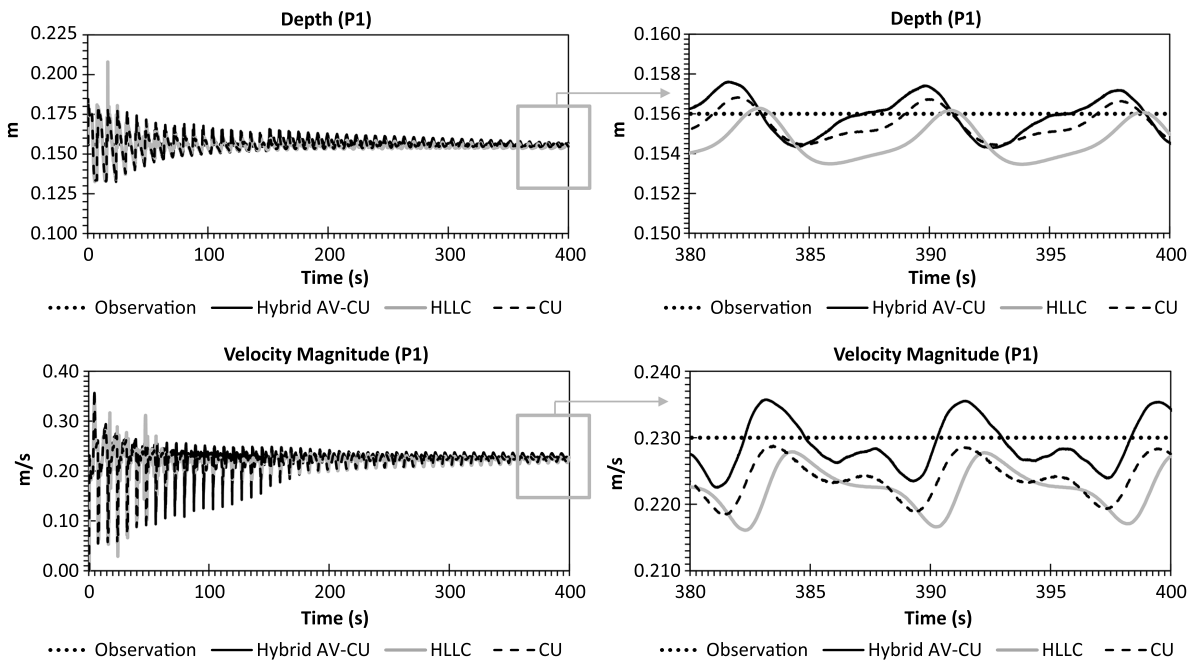 Depth (P1)
0.225
0.200
0.175
0.150
0.125
0.100
m
0 100 200 300 400
Time (s)
Observation Hybrid AV-CU HLLC CU
Depth (P1)
0.160
0.158
0.156
0.154
0.152
0.150
m
380 385 390 395 400
Time (s)
Observation Hybrid AV-CU HLLC CU
Velocity Magnitude (P1)
0.40
0.30
0.20
0.10
0.00
m/s
0 100 200 300 400
Time (s)
Observation Hybrid AV-CU HLLC CU
Velocity Magnitude (P1)
0.240
0.230
0.220
0.210
m/s
380 385 390 395 400
Time (s)
Observation Hybrid AV-CU HLLC CU